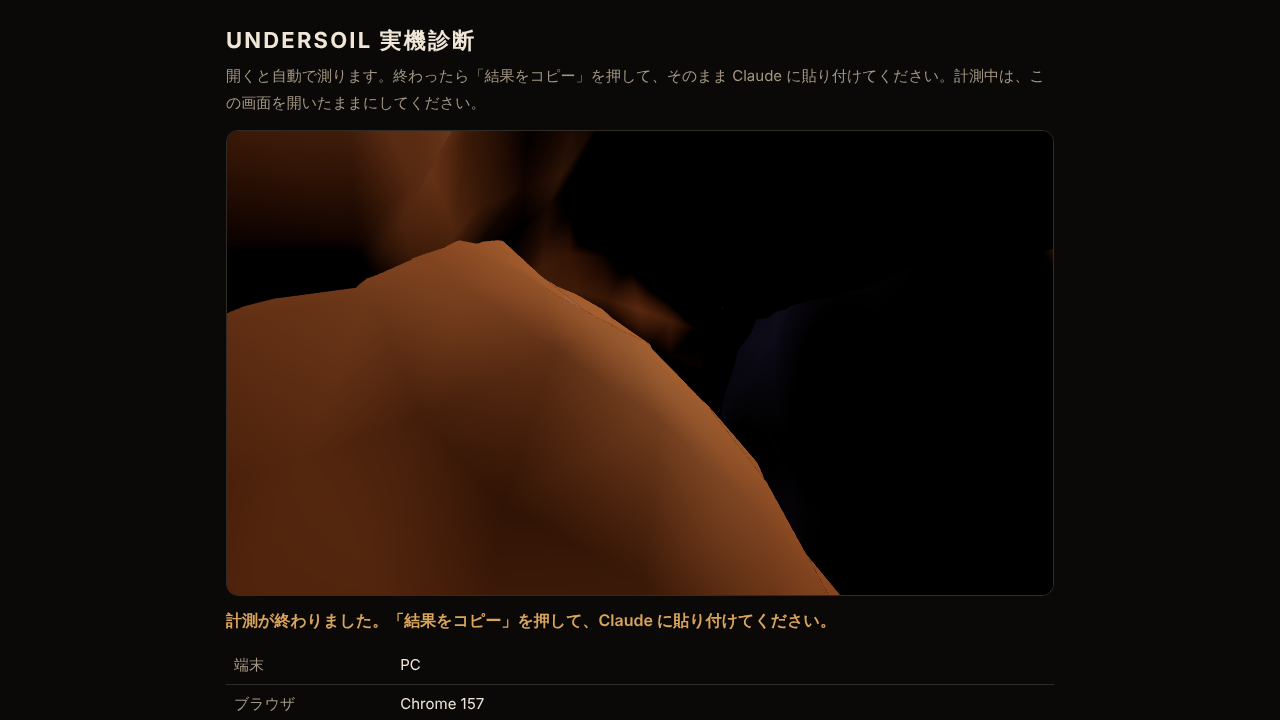 UNDERSOIL 実機診断
開くと自動で測ります。終わったら「結果をコピー」を押して、そのまま Claude に貼り付けてください。計測中は、こ
の画面を開いたままにしてください。
計測が終わりました。「結果をコピー」を押して、Claude に貼り付けてください。
端末 PC
ブラウザ Chrome 157